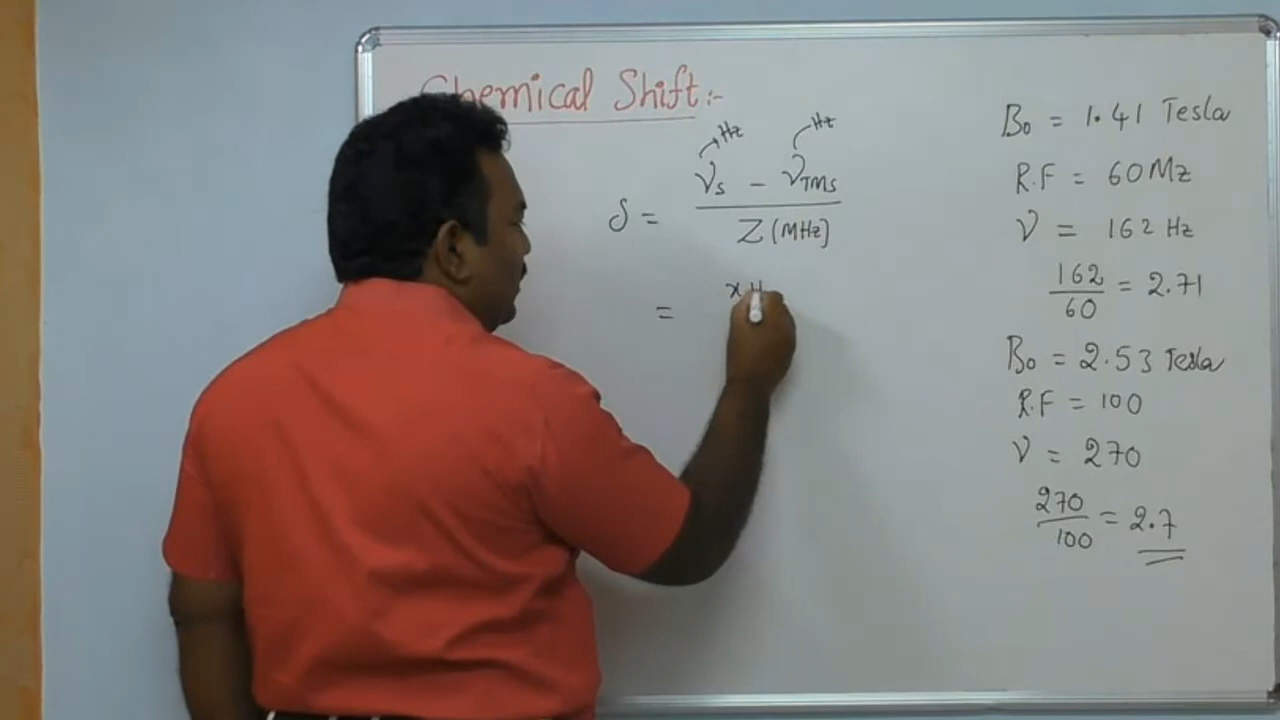 Chemical Shift:-
Hz Hz
δ = νs - νTMS / Z (MHz)
= x H
B0 = 1.41 Tesla
R.F = 60Mz
ν = 162 Hz
162 / 60 = 2.71
B0 = 2.53 Tesla
R.F = 100
ν = 270
270 / 100 = 2.7